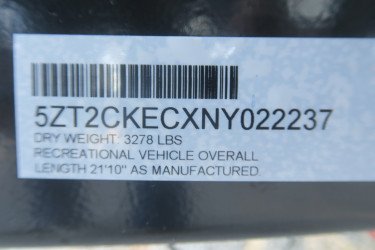 5ZT2CKECXNY022237
DRY WEIGHT: 3278 LBS
RECREATIONAL VEHICLE OVERALL
LENGTH 21'10" AS MANUFACTURED